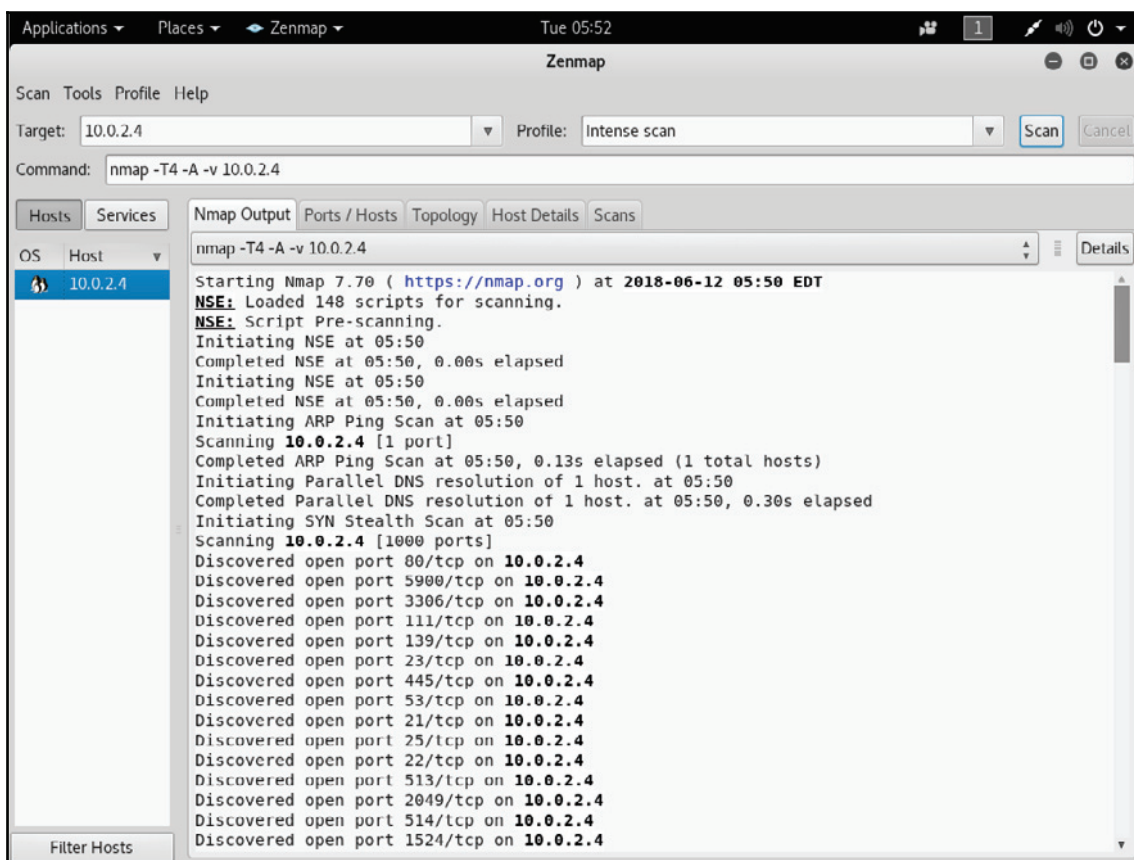 Applications Places Zenmap Tue 05:52 1
Zenmap
Scan Tools Profile Help
Target: 10.0.2.4 Profile: Intense scan Scan Cancel
Command: nmap -T4 -A -v 10.0.2.4
Hosts Services Nmap Output Ports / Hosts Topology Host Details Scans
OS Host nmap -T4 -A -v 10.0.2.4 Details
10.0.2.4
Starting Nmap 7.70 ( https://nmap.org ) at 2018-06-12 05:50 EDT
NSE: Loaded 148 scripts for scanning.
NSE: Script Pre-scanning.
Initiating NSE at 05:50
Completed NSE at 05:50, 0.00s elapsed
Initiating NSE at 05:50
Completed NSE at 05:50, 0.00s elapsed
Initiating ARP Ping Scan at 05:50
Scanning 10.0.2.4 [1 port]
Completed ARP Ping Scan at 05:50, 0.13s elapsed (1 total hosts)
Initiating Parallel DNS resolution of 1 host. at 05:50
Completed Parallel DNS resolution of 1 host. at 05:50, 0.30s elapsed
Initiating SYN Stealth Scan at 05:50
Scanning 10.0.2.4 [1000 ports]
Discovered open port 80/tcp on 10.0.2.4
Discovered open port 5900/tcp on 10.0.2.4
Discovered open port 3306/tcp on 10.0.2.4
Discovered open port 111/tcp on 10.0.2.4
Discovered open port 139/tcp on 10.0.2.4
Discovered open port 23/tcp on 10.0.2.4
Discovered open port 445/tcp on 10.0.2.4
Discovered open port 53/tcp on 10.0.2.4
Discovered open port 21/tcp on 10.0.2.4
Discovered open port 25/tcp on 10.0.2.4
Discovered open port 22/tcp on 10.0.2.4
Discovered open port 513/tcp on 10.0.2.4
Discovered open port 2049/tcp on 10.0.2.4
Discovered open port 514/tcp on 10.0.2.4
Discovered open port 1524/tcp on 10.0.2.4
Filter Hosts